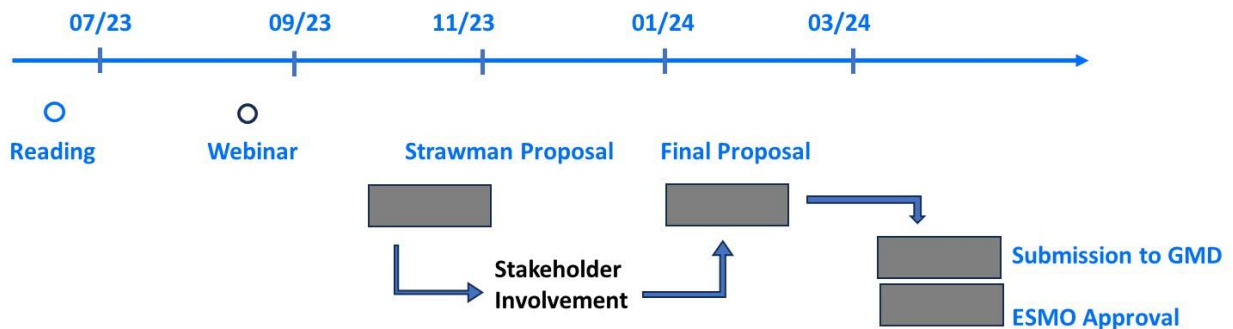 07/23
09/23
11/23
01/24
03/24
Reading
Webinar
Strawman Proposal
Final Proposal
Stakeholder
Involvement
Submission to GMD
ESMO Approval